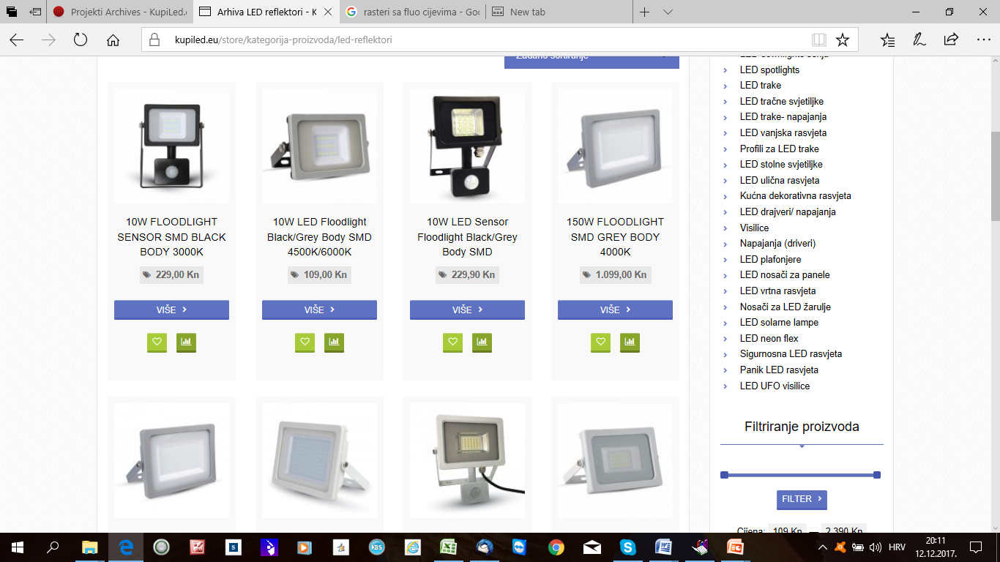 Projekti Archives - KupiLed.e
Arhiva LED reflektori - K
rasteri sa fluo cijevima - Goo
New tab
kupiled.eu/store/kategorija-proizvoda/led-reflektori
Zadano sortiranje
10W FLOODLIGHT
SENSOR SMD BLACK
BODY 3000K
229,00 Kn
VIŠE
10W LED Floodlight
Black/Grey Body SMD
4500K/6000K
109,00 Kn
VIŠE
10W LED Sensor
Floodlight Black/Grey
Body SMD
229,90 Kn
VIŠE
150W FLOODLIGHT
SMD GREY BODY
4000K
1.099,00 Kn
VIŠE
LED downlights serija
LED spotlights
LED trake
LED tračne svjetiljke
LED trake- napajanja
LED vanjska rasvjeta
Profili za LED trake
LED stolne svjetiljke
LED ulična rasvjeta
Kućna dekorativna rasvjeta
LED drajveri/ napajanja
Visilice
Napajanja (driveri)
LED plafonjere
LED nosači za panele
LED vrtna rasvjeta
Nosači za LED žarulje
LED solarne lampe
LED neon flex
Sigurnosna LED rasvjeta
Panik LED rasvjeta
LED UFO visilice
Filtriranje proizvoda
FILTER
Cijena: 109 Kn — 2.390 Kn
HRV
20:11
12.12.2017.